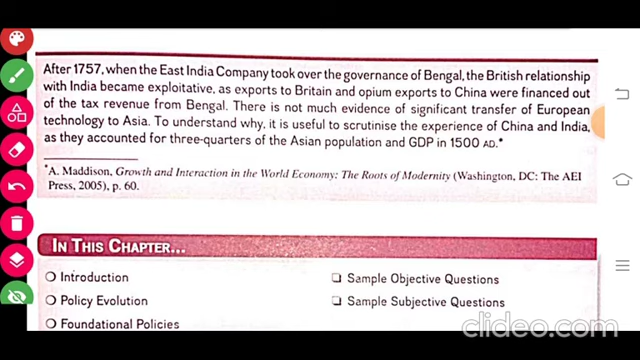 After 1757, when the East India Company took over the governance of Bengal, the British relationship
with India became exploitative, as exports to Britain and opium exports to China were financed out
of the tax revenue from Bengal. There is not much evidence of significant transfer of European
technology to Asia. To understand why, it is useful to scrutinise the experience of China and India,
as they accounted for three-quarters of the Asian population and GDP in 1500 AD.*
*A. Maddison, Growth and Interaction in the World Economy: The Roots of Modernity (Washington, DC: The AEI
Press, 2005), p. 60.
IN THIS CHAPTER...
Introduction
Policy Evolution
Foundational Policies
Sample Objective Questions
Sample Subjective Questions
clideo.com